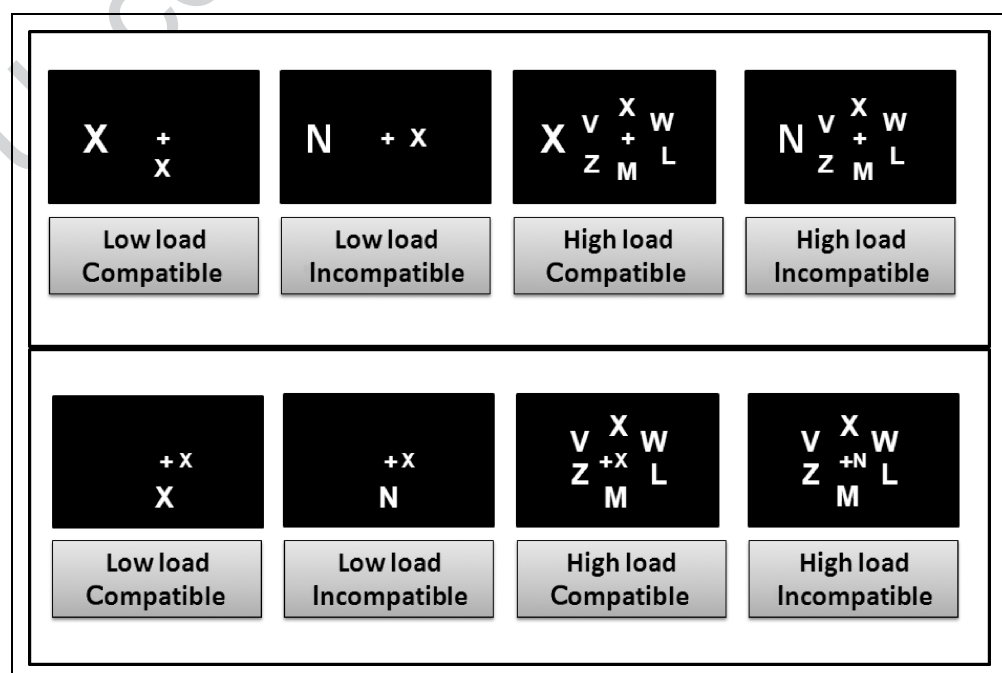 X + X
N + X
X V X W + Z M L
N V X W + Z M L
Low load
Compatible
Low load
Incompatible
High load
Compatible
High load
Incompatible
+ X
X
+ X
N
V X W
Z +X L
M
V X W
Z +N L
M
Low load
Compatible
Low load
Incompatible
High load
Compatible
High load
Incompatible